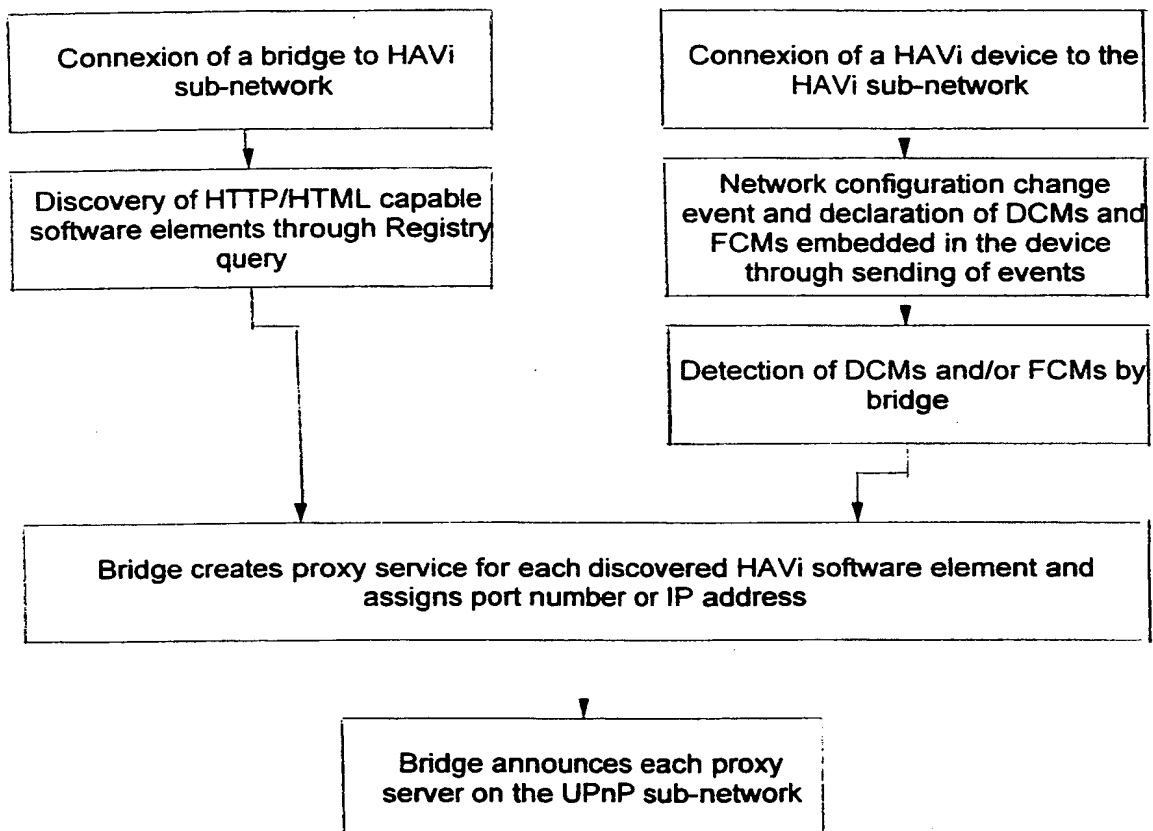 Connexion of a bridge to HAVi
sub-network
Discovery of HTTP/HTML capable
software elements through Registry
query
Connexion of a HAVi device to the
HAVi sub-network
Network configuration change
event and declaration of DCMs and
FCMs embedded in the device
through sending of events
Detection of DCMs and/or FCMs by
bridge
Bridge creates proxy service for each discovered HAVi software element and
assigns port number or IP address
Bridge announces each proxy
server on the UPnP sub-network